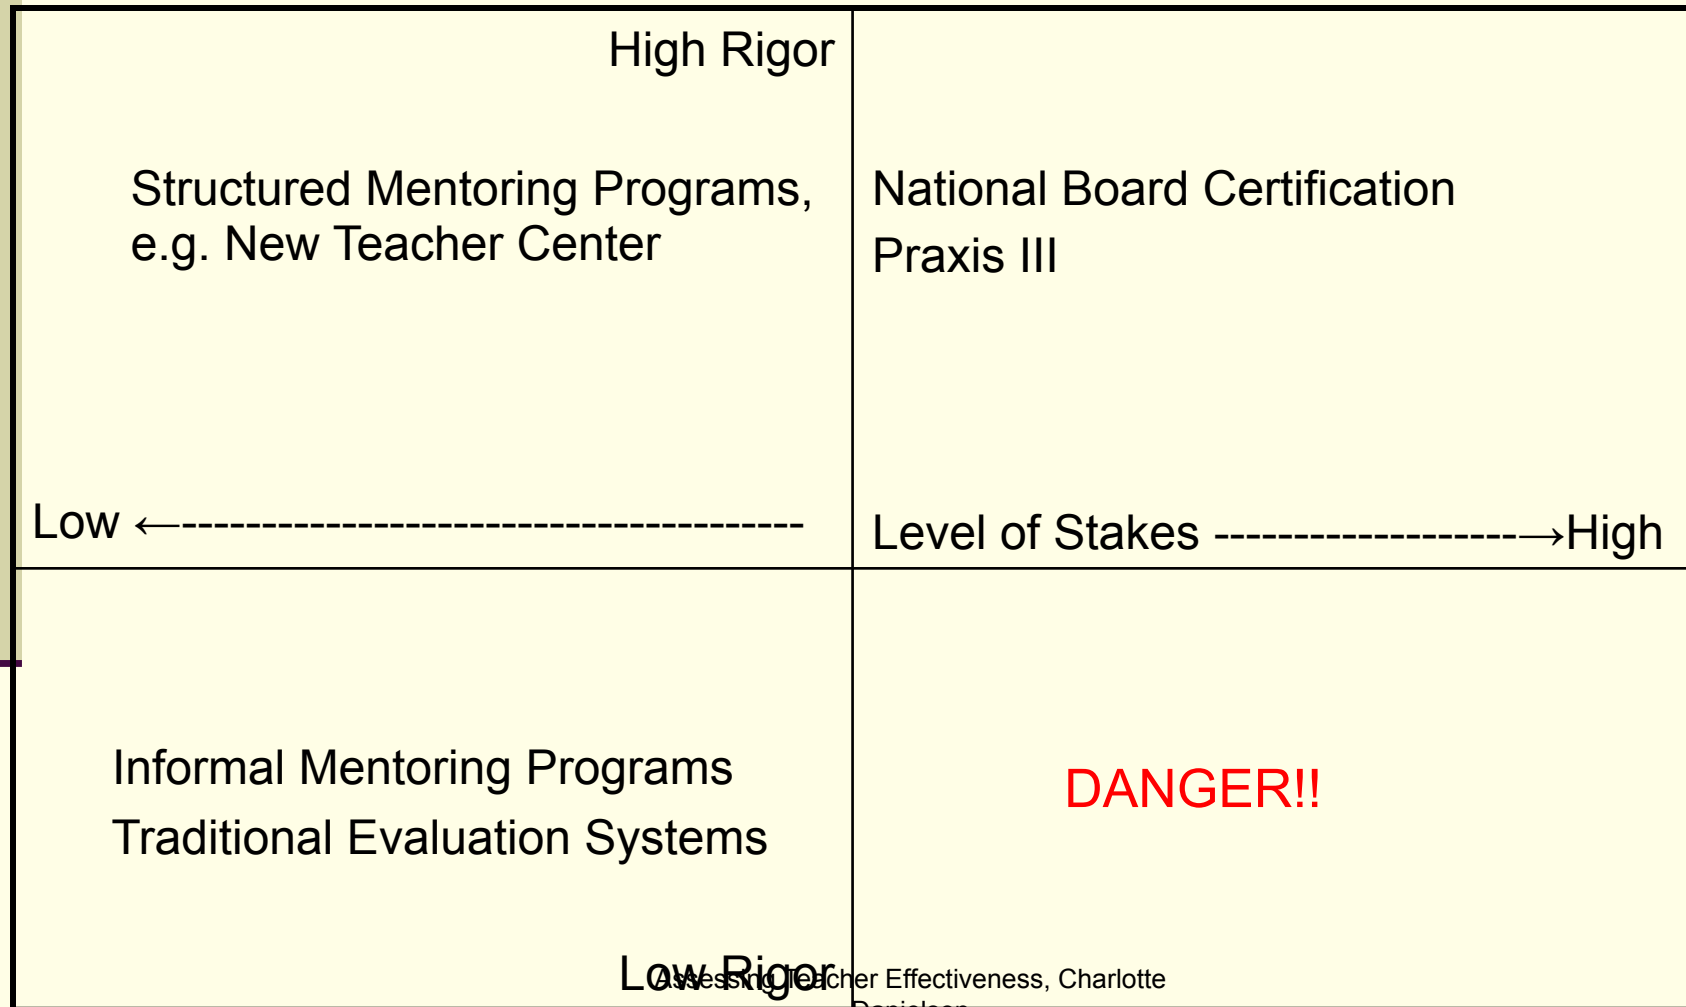 High Rigor
Structured Mentoring Programs,
e.g. New Teacher Center
National Board Certification
Praxis III
Low ←---------------------------------------
Level of Stakes -------------------→High
Informal Mentoring Programs
Traditional Evaluation Systems
DANGER!!
Low Rigor
Assessing Teacher Effectiveness, Charlotte